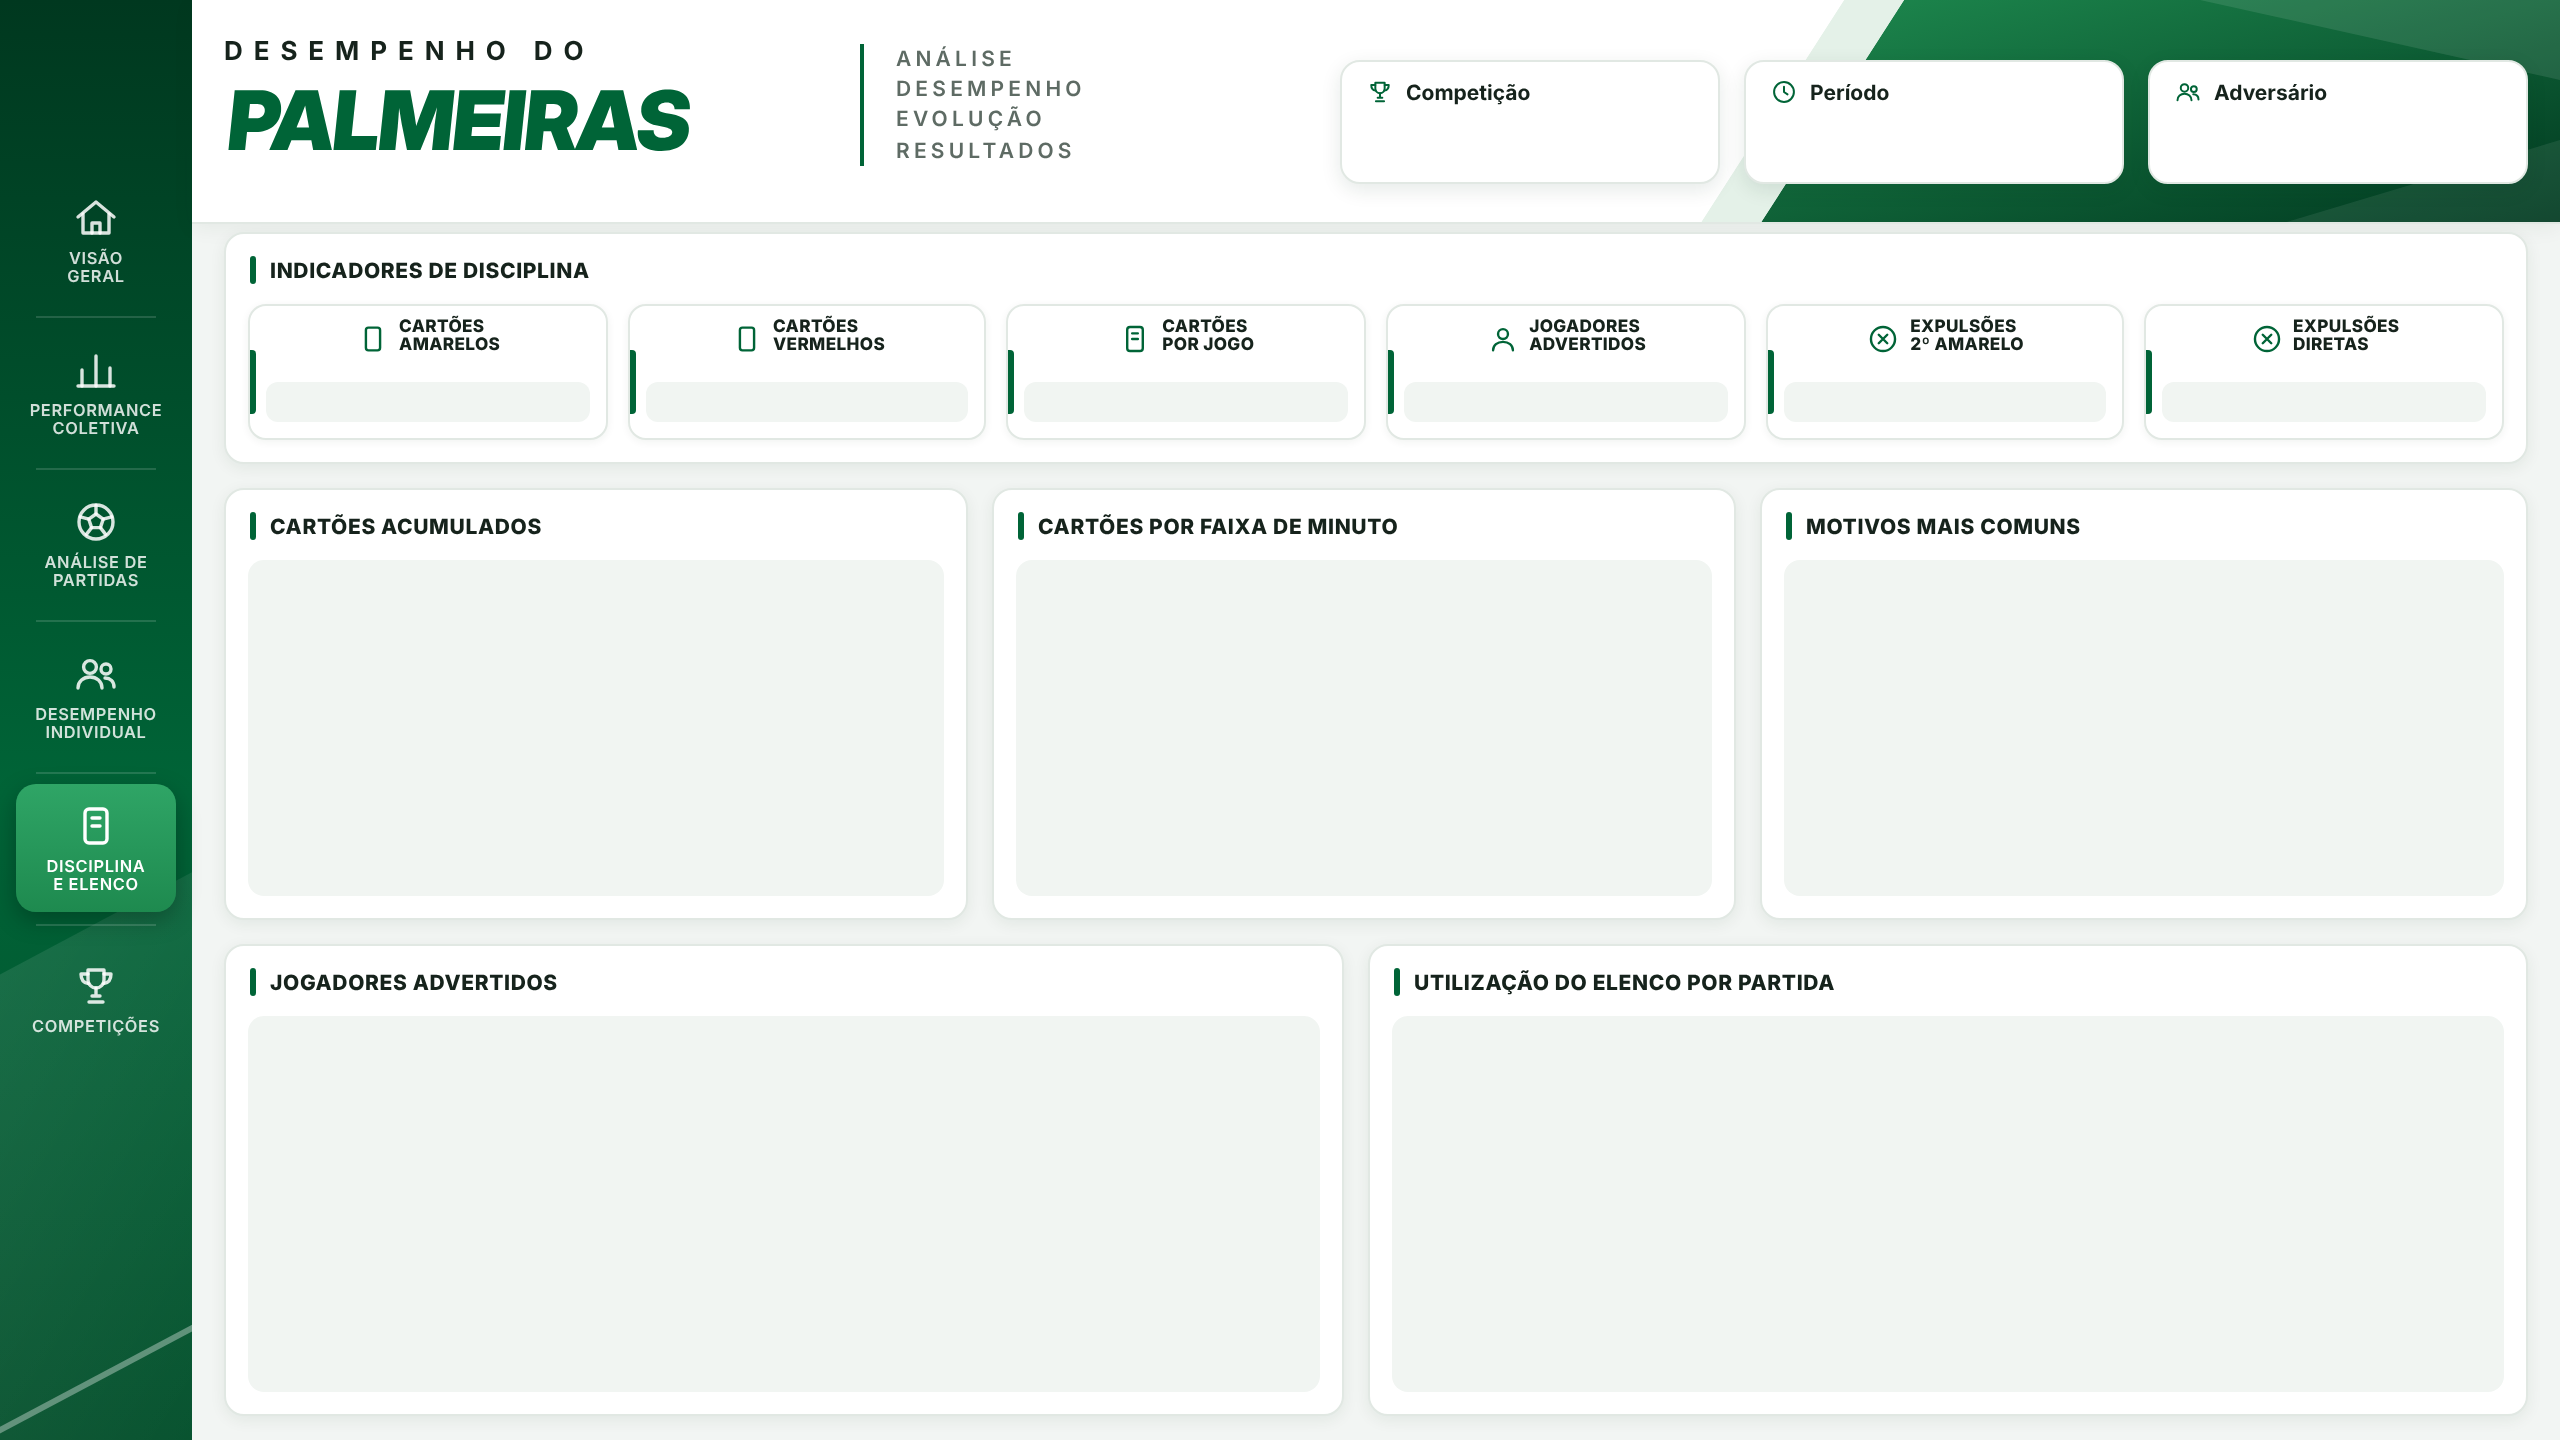 DESEMPENHO DO
PALMEIRAS
ANÁLISE
DESEMPENHO
EVOLUÇÃO
RESULTADOS
Competição
Período
Adversário
VISÃO
GERAL
PERFORMANCE
COLETIVA
ANÁLISE DE
PARTIDAS
DESEMPENHO
INDIVIDUAL
DISCIPLINA
E ELENCO
COMPETIÇÕES
INDICADORES DE DISCIPLINA
CARTÕES
AMARELOS
CARTÕES
VERMELHOS
CARTÕES
POR JOGO
JOGADORES
ADVERTIDOS
EXPULSÕES
2º AMARELO
EXPULSÕES
DIRETAS
CARTÕES ACUMULADOS
CARTÕES POR FAIXA DE MINUTO
MOTIVOS MAIS COMUNS
JOGADORES ADVERTIDOS
UTILIZAÇÃO DO ELENCO POR PARTIDA